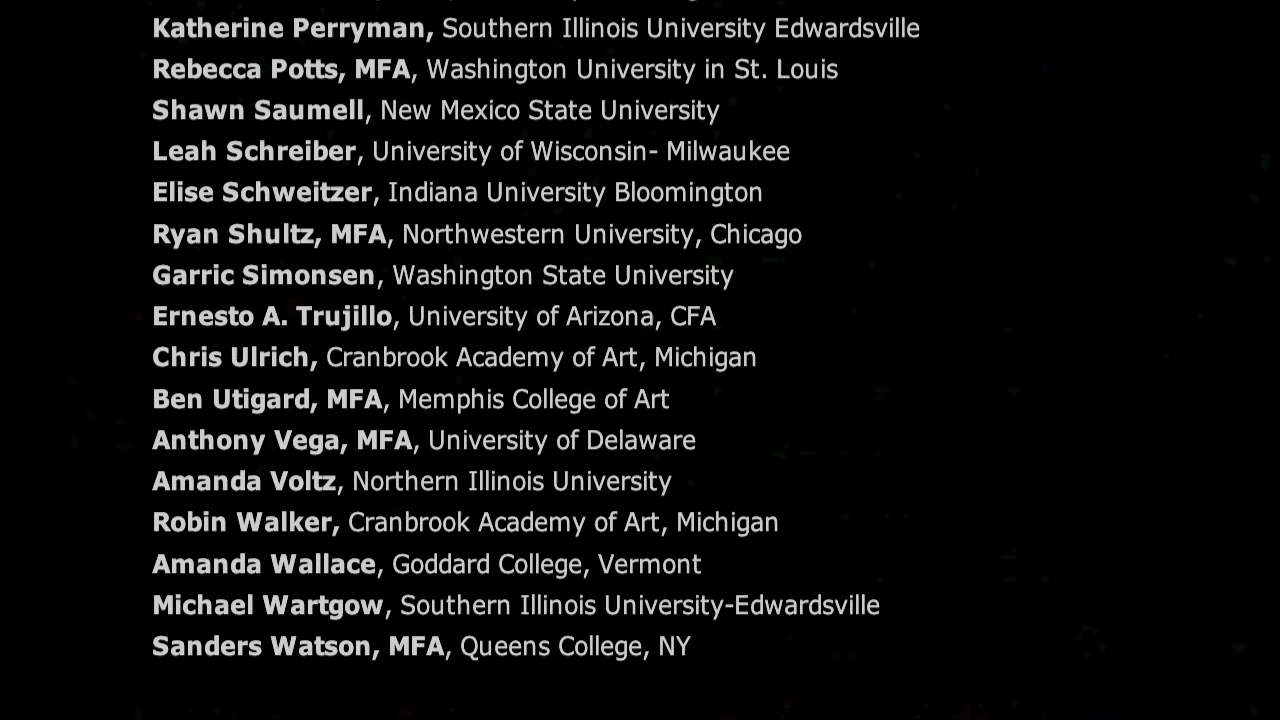 Katherine Perryman, Southern Illinois University Edwardsville
Rebecca Potts, MFA, Washington University in St. Louis
Shawn Saumell, New Mexico State University
Leah Schreiber, University of Wisconsin- Milwaukee
Elise Schweitzer, Indiana University Bloomington
Ryan Shultz, MFA, Northwestern University, Chicago
Garric Simonsen, Washington State University
Ernesto A. Trujillo, University of Arizona, CFA
Chris Ulrich, Cranbrook Academy of Art, Michigan
Ben Utigard, MFA, Memphis College of Art
Anthony Vega, MFA, University of Delaware
Amanda Voltz, Northern Illinois University
Robin Walker, Cranbrook Academy of Art, Michigan
Amanda Wallace, Goddard College, Vermont
Michael Wartgow, Southern Illinois University-Edwardsville
Sanders Watson, MFA, Queens College, NY